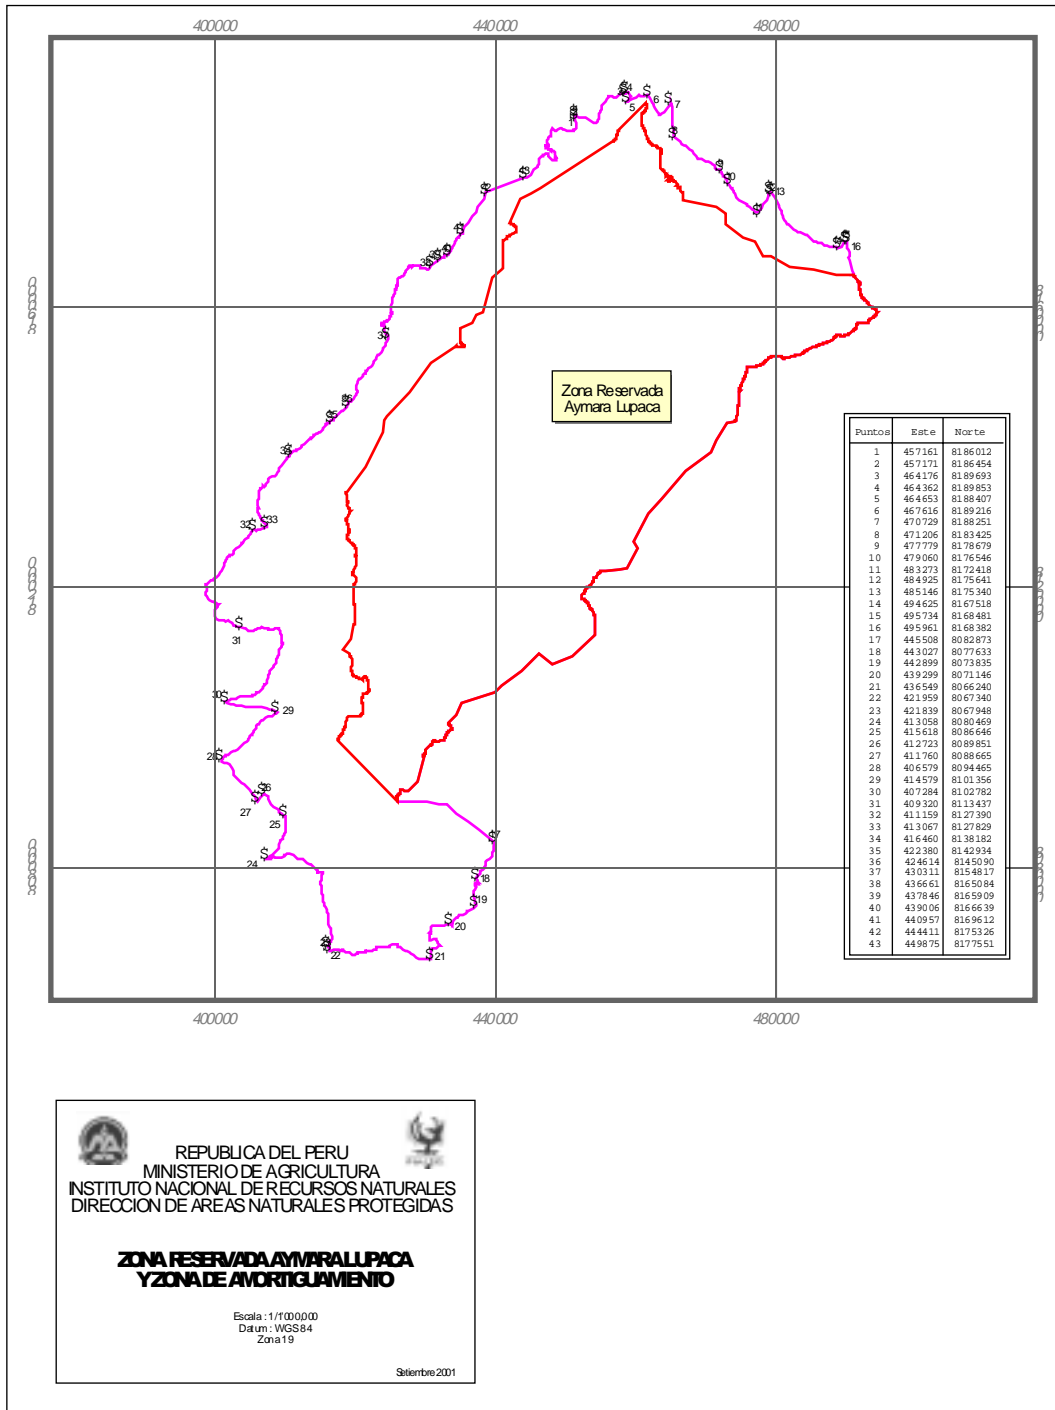 400000 440000 480000
Zona Reservada
Aymara Lupaca
Puntos Este Norte
1 457161 8186012
2 457171 8186454
3 464176 8189693
4 464362 8189853
5 464653 8188407
6 467616 8189216
7 470729 8188251
8 471206 8183425
9 477779 8178679
10 479060 8176546
11 483273 8172418
12 484925 8175641
13 485146 8175340
14 494625 8167518
15 495734 8168481
16 495961 8168382
17 445508 8082873
18 443027 8077633
19 442899 8073835
20 439299 8071146
21 436549 8066240
22 421959 8067340
23 421839 8067948
24 413058 8080469
25 415618 8086646
26 412723 8089851
27 411760 8088665
28 406579 8094465
29 414579 8101356
30 407284 8102782
31 409320 8113437
32 411159 8127390
33 413067 8127829
34 416460 8138182
35 422380 8142934
36 424614 8145090
37 430311 8154817
38 436661 8165084
39 437846 8165909
40 439006 8166639
41 440957 8169612
42 444411 8175326
43 449875 8177551
400000 440000 480000
REPUBLICA DEL PERU
MINISTERIO DE AGRICULTURA
INSTITUTO NACIONAL DE RECURSOS NATURALES
DIRECCION DE AREAS NATURALES PROTEGIDAS
ZONA RESERVADA AYMARA LUPACA
Y ZONA DE AMORTIGUAMIENTO
Escala : 1/1'000,000
Datum : WGS84
Zona 19
Setiembre 2001